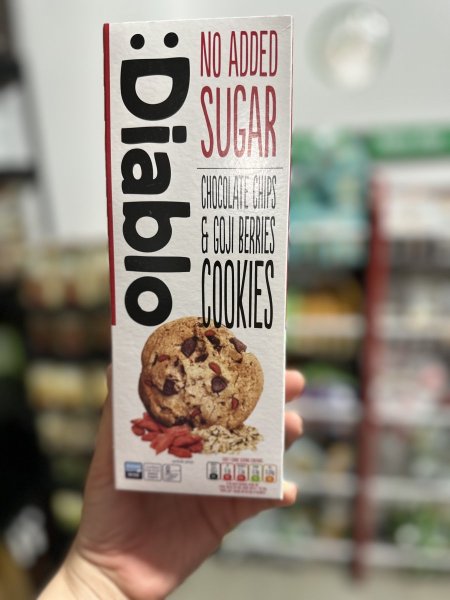 :Diablo
NO ADDED
SUGAR
CHOCOLATE CHIPS
& GOJI BERRIES
COOKIES